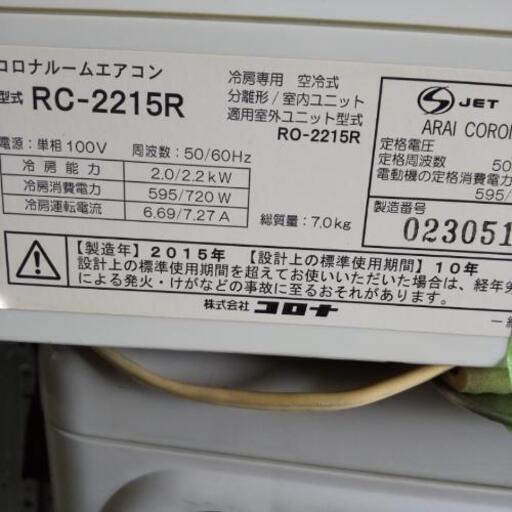 コロナルームエアコン
型式 RC-2215R
冷房専用 空冷式
分離形/室内ユニット
適用室外ユニット型式
RO-2215R
電源:単相100V 周波数:50/60Hz
冷房能力 2.0/2.2kW
冷房消費電力 595/720W
冷房運転電流 6.69/7.27A
総質量:7.0kg
JET
ARAI CORON
定格電圧
定格周波数 50
電動機の定格消費電力
595/
製造番号
023051
【製造年】2015年 【設計上の標準使用期間】10年
設計上の標準使用期間を超えてお使いいただいた場合は、経年劣
による発火・けがなどの事故に至るおそれがあります。
株式会社コロナ